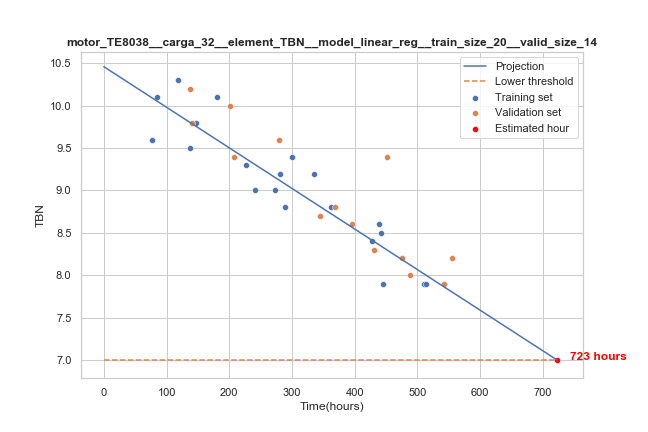 motor_TE8038__carga_32__element_TBN__model_linear_reg__train_size_20__valid_size_14
Projection
Lower threshold
Training set
Validation set
Estimated hour
TBN
10.5
10.0
9.5
9.0
8.5
8.0
7.5
7.0
723 hours
0 100 200 300 400 500 600 700
Time(hours)